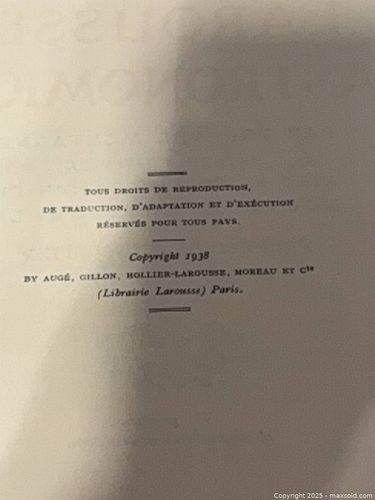 TOUS DROITS DE REPRODUCTION,
DE TRADUCTION, D'ADAPTATION ET D'EXÉCUTION
RÉSERVÉS POUR TOUS PAYS.
Copyright 1938
BY AUGÉ, GILLON, HOLLIER-LAROUSSE, MOREAU ET Cie
(Librairie Larousse) Paris.
Copyright © 2025 - maxsold.com